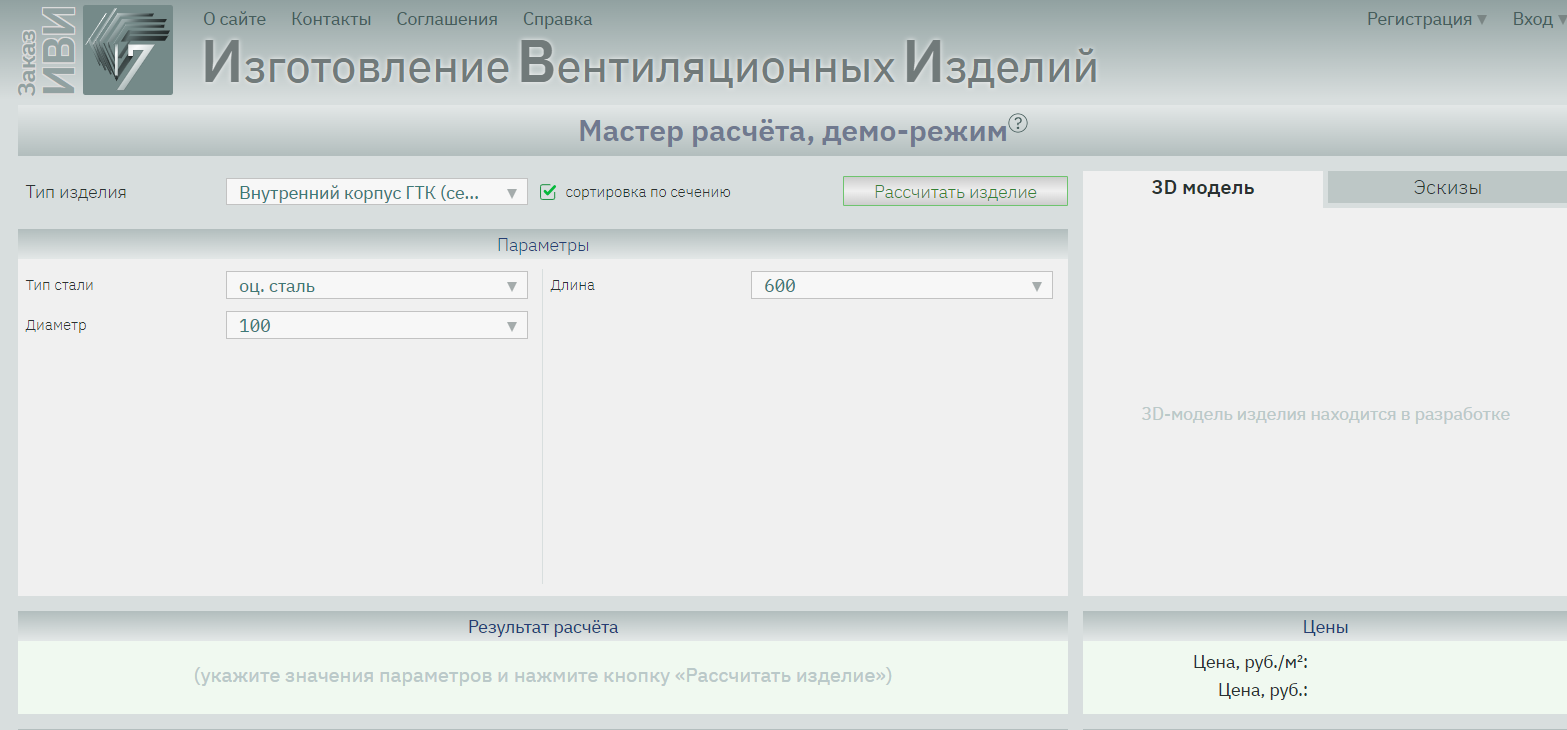 Заказ
ИВИ
17
О сайте Контакты Соглашения Справка
Регистрация ▼ Вход ▼
Изготовление Вентиляционных Изделий
Мастер расчёта, демо-режим ?
Тип изделия Внутренний корпус ГТК (се... ▼ сортировка по сечению Рассчитать изделие
3D модель Эскизы
Параметры
Тип стали оц. сталь ▼ Длина 600 ▼
Диаметр 100 ▼
3D-модель изделия находится в разработке
Результат расчёта
(укажите значения параметров и нажмите кнопку «Рассчитать изделие»)
Цены
Цена, руб./м²:
Цена, руб.: